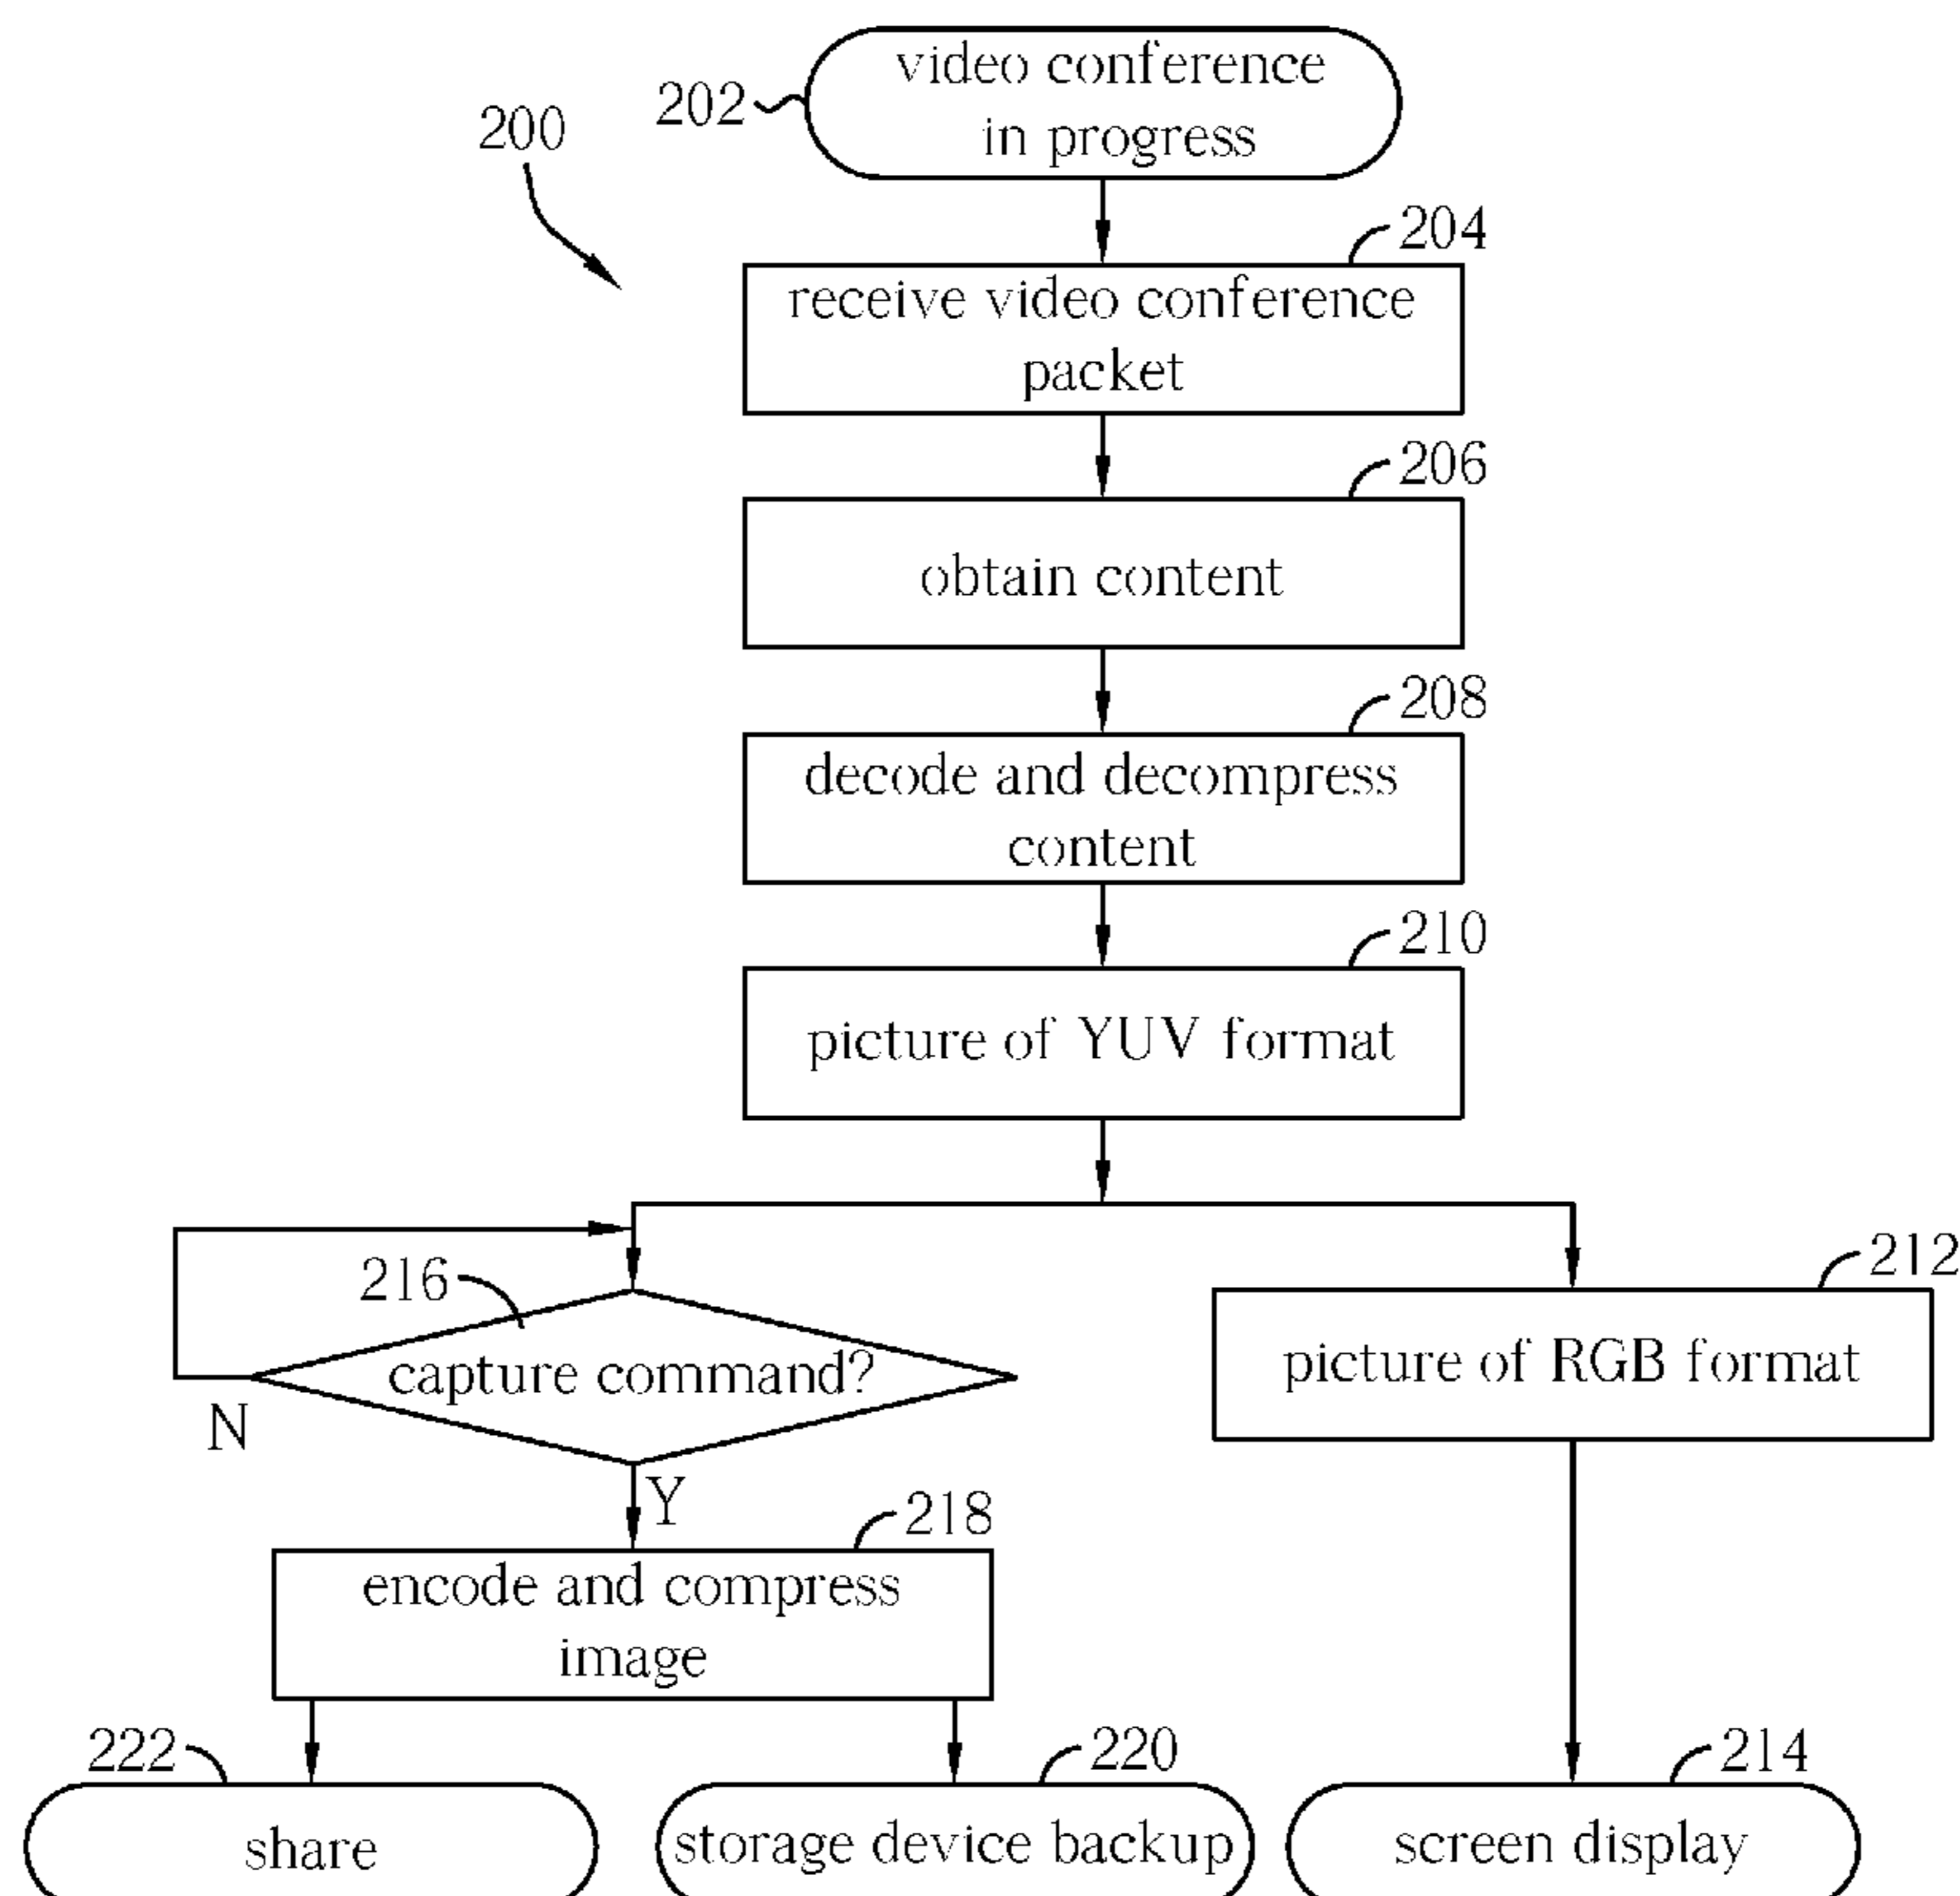 video conference
in progress
202
200
204
receive video conference
packet
206
obtain content
208
decode and decompress
content
210
picture of YUV format
212
216
capture command?
picture of RGB format
N
Y
218
encode and compress
image
222
220
214
share
storage device backup
screen display